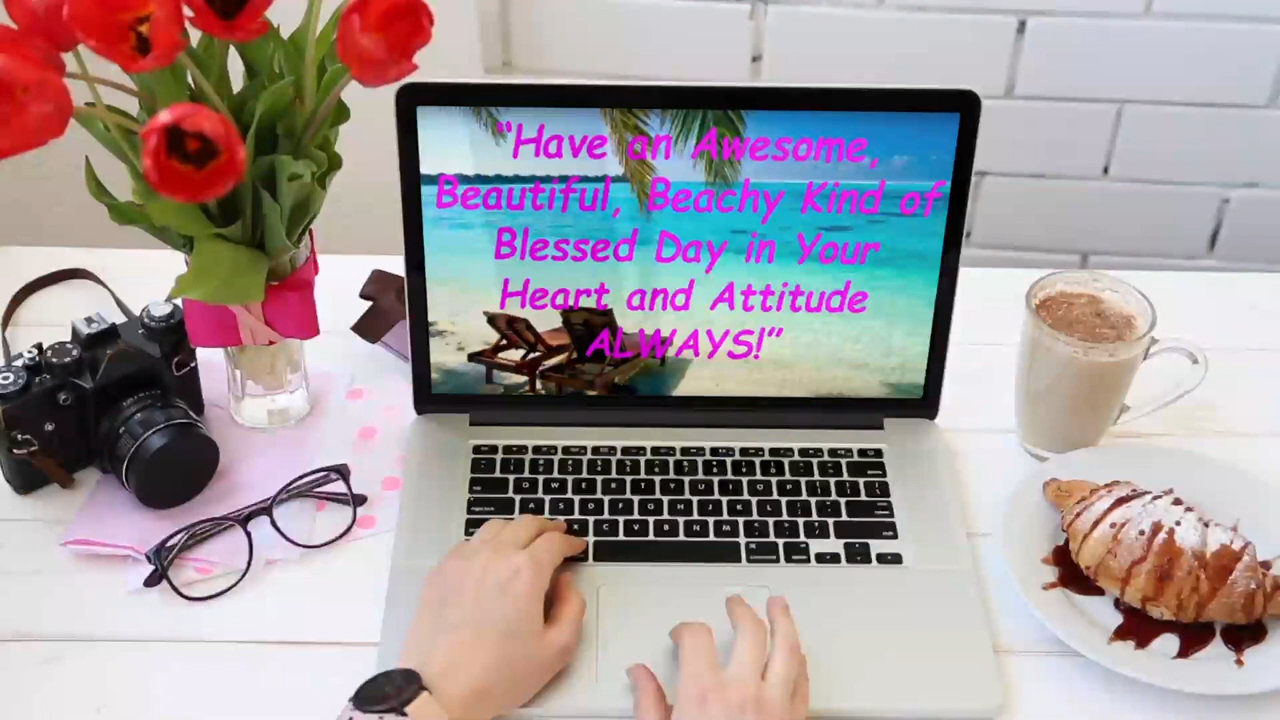 “Have an Awesome,
Beautiful, Beachy Kind of
Blessed Day in Your
Heart and Attitude
ALWAYS!”